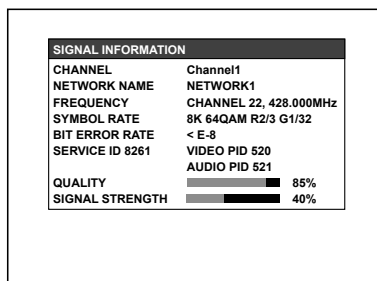 SIGNAL INFORMATION
CHANNEL Channel1
NETWORK NAME NETWORK1
FREQUENCY CHANNEL 22, 428.000MHz
SYMBOL RATE 8K 64QAM R2/3 G1/32
BIT ERROR RATE < E-8
SERVICE ID 8261 VIDEO PID 520
AUDIO PID 521
QUALITY 85%
SIGNAL STRENGTH 40%